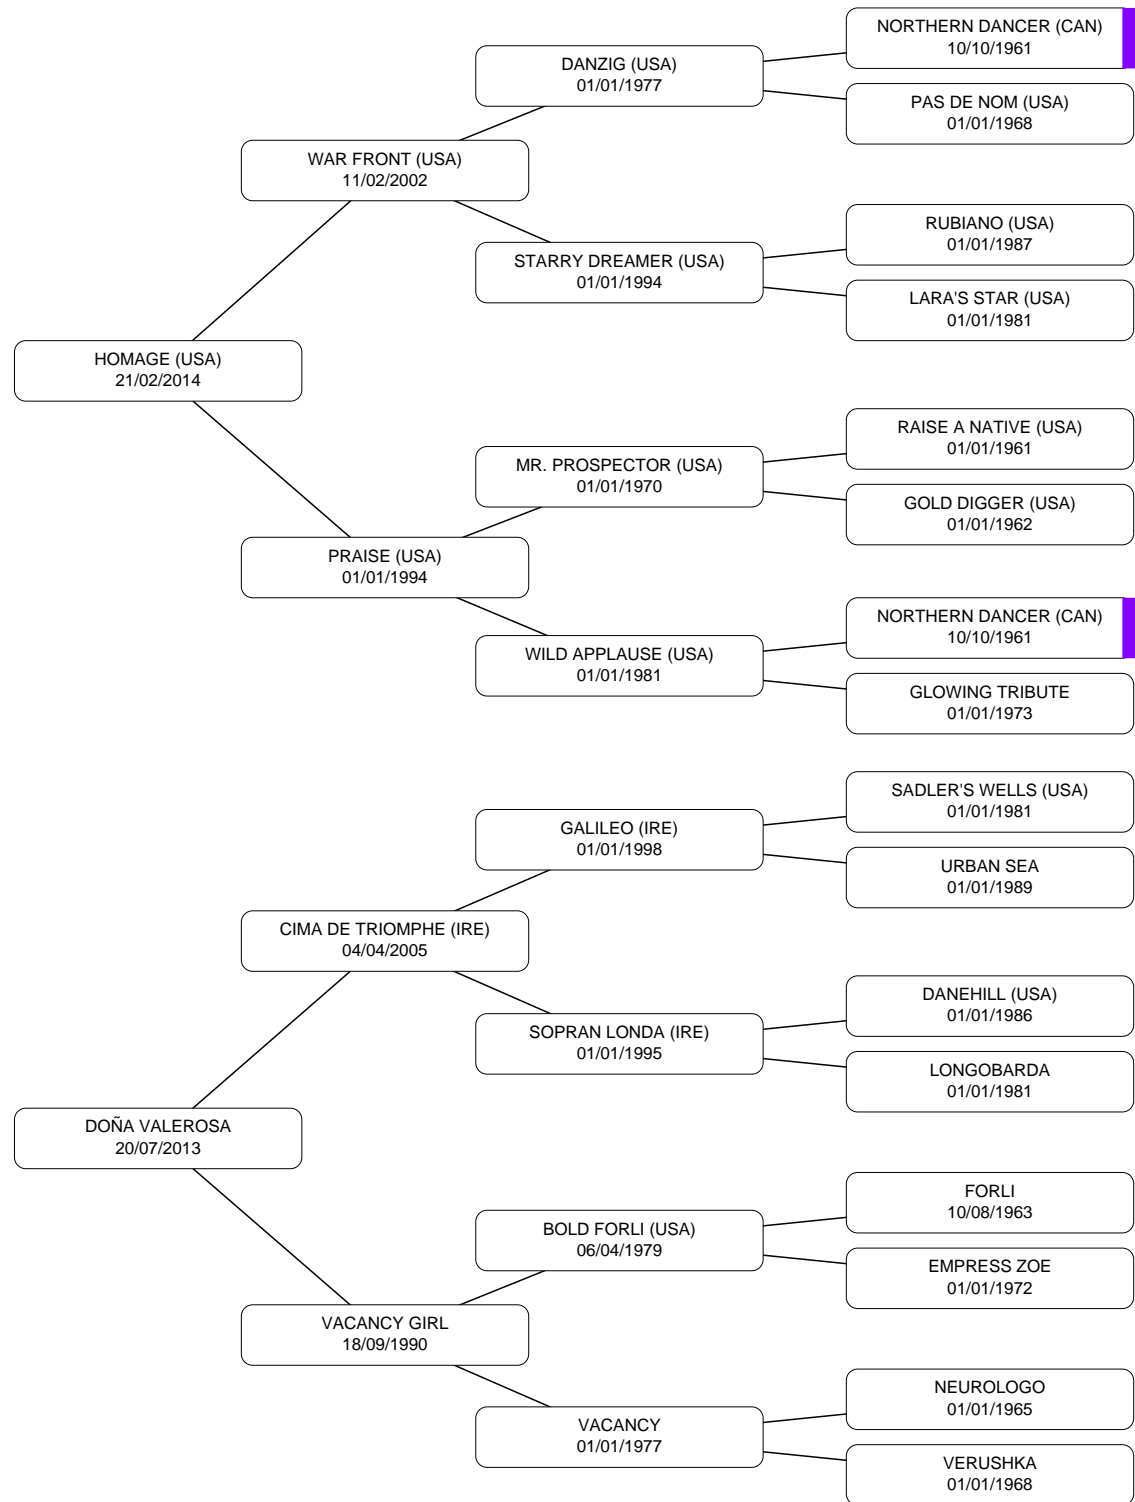 NORTHERN DANCER (CAN)
10/10/1961
DANZIG (USA)
01/01/1977
PAS DE NOM (USA)
01/01/1968
WAR FRONT (USA)
11/02/2002
RUBIANO (USA)
01/01/1987
STARRY DREAMER (USA)
01/01/1994
LARA'S STAR (USA)
01/01/1981
HOMAGE (USA)
21/02/2014
RAISE A NATIVE (USA)
01/01/1961
MR. PROSPECTOR (USA)
01/01/1970
GOLD DIGGER (USA)
01/01/1962
PRAISE (USA)
01/01/1994
NORTHERN DANCER (CAN)
10/10/1961
WILD APPLAUSE (USA)
01/01/1981
GLOWING TRIBUTE
01/01/1973
SADLER'S WELLS (USA)
01/01/1981
GALILEO (IRE)
01/01/1998
URBAN SEA
01/01/1989
CIMA DE TRIOMPHE (IRE)
04/04/2005
DANEHILL (USA)
01/01/1986
SOPRAN LONDA (IRE)
01/01/1995
LONGOBARDA
01/01/1981
DOÑA VALEROSA
20/07/2013
FORLI
10/08/1963
BOLD FORLI (USA)
06/04/1979
EMPRESS ZOE
01/01/1972
VACANCY GIRL
18/09/1990
NEUROLOGO
01/01/1965
VACANCY
01/01/1977
VERUSHKA
01/01/1968